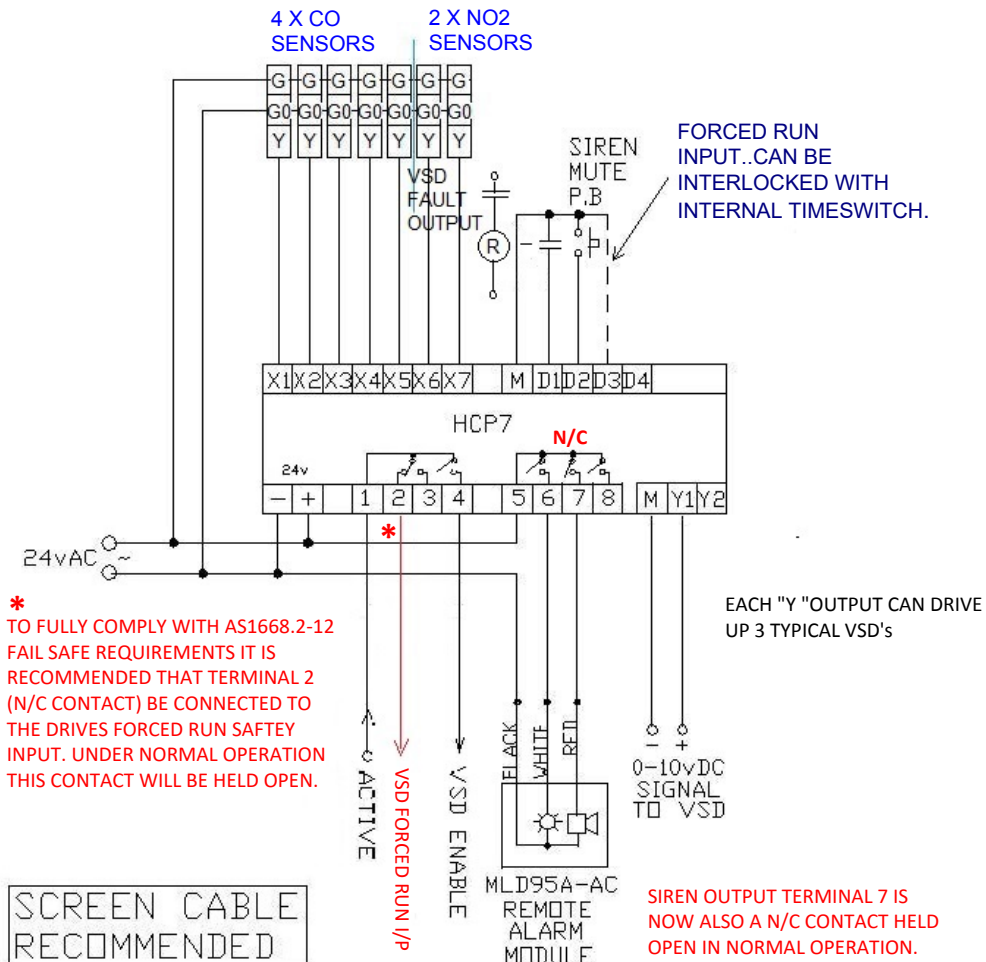 4 X CO
SENSORS
2 X NO2
SENSORS
G G G G G G G
G0 G0 G0 G0 G0 G0 G0
Y Y Y Y Y Y Y
VSD
FAULT
OUTPUT
R
SIREN
MUTE
P.B
FORCED RUN
INPUT..CAN BE
INTERLOCKED WITH
INTERNAL TIMESWITCH.
X1 X2 X3 X4 X5 X6 X7 M D1 D2 D3 D4
HCP7
N/C
24v
- + 1 2 3 4 5 6 7 8 M Y1 Y2
*
24vAC ~
*
TO FULLY COMPLY WITH AS1668.2-12
FAIL SAFE REQUIREMENTS IT IS
RECOMMENDED THAT TERMINAL 2
(N/C CONTACT) BE CONNECTED TO
THE DRIVES FORCED RUN SAFTEY
INPUT. UNDER NORMAL OPERATION
THIS CONTACT WILL BE HELD OPEN.
EACH "Y "OUTPUT CAN DRIVE
UP 3 TYPICAL VSD's
ACTIVE
VSD FORCED RUN I/P
VSD ENABLE
BLACK
WHITE
RED
- +
0-10vDC
SIGNAL
TO VSD
MLD95A-AC
REMOTE
ALARM
MODULE
SIREN OUTPUT TERMINAL 7 IS
NOW ALSO A N/C CONTACT HELD
OPEN IN NORMAL OPERATION.
SCREEN CABLE
RECOMMENDED